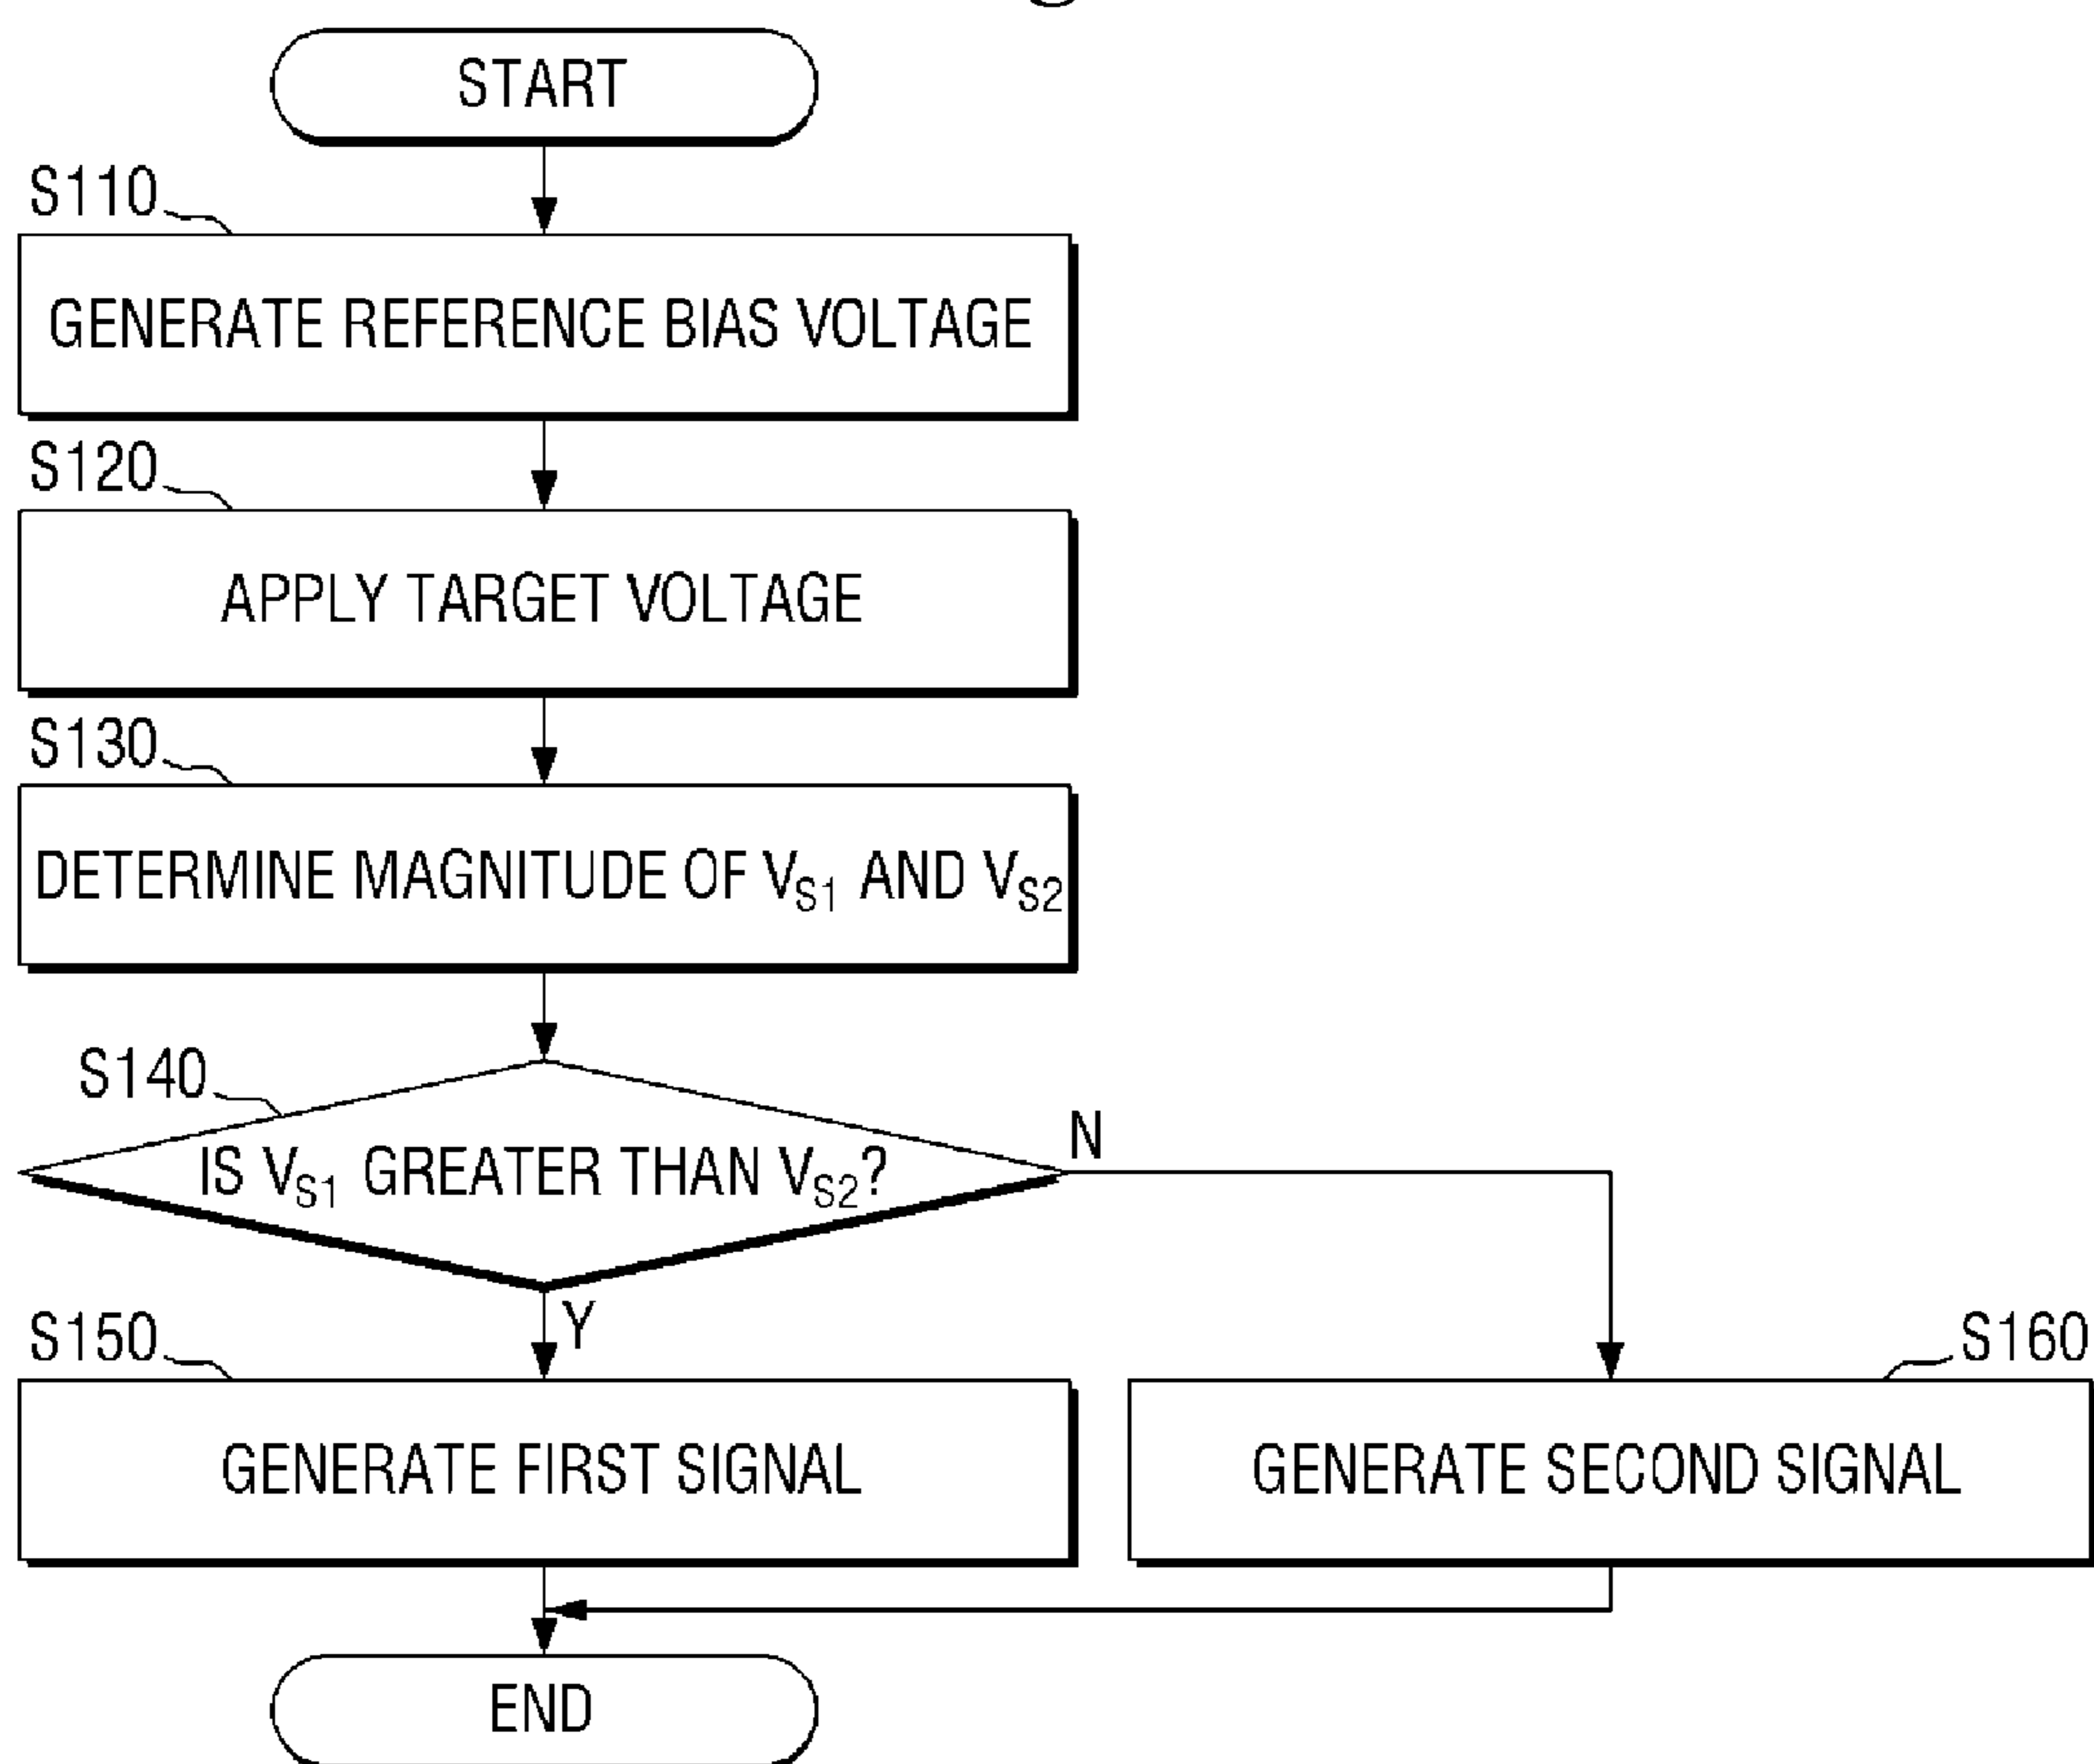 START
S110
GENERATE REFERENCE BIAS VOLTAGE
S120
APPLY TARGET VOLTAGE
S130
DETERMINE MAGNITUDE OF VS1 AND VS2
S140
IS VS1 GREATER THAN VS2?
N
Y
S150
GENERATE FIRST SIGNAL
S160
GENERATE SECOND SIGNAL
END